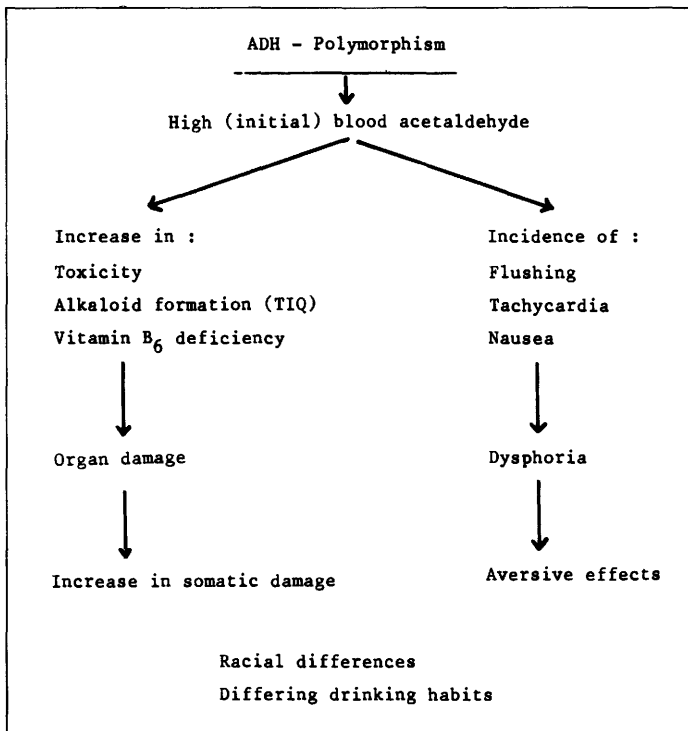 ADH - Polymorphism
High (initial) blood acetaldehyde
Increase in :
Toxicity
Alkaloid formation (TIQ)
Vitamin B6 deficiency
Organ damage
Increase in somatic damage
Incidence of :
Flushing
Tachycardia
Nausea
Dysphoria
Aversive effects
Racial differences
Differing drinking habits